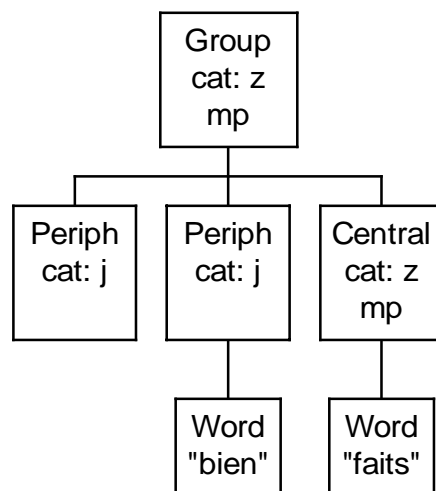 Group
cat: z
mp
Periph
cat: j
Periph
cat: j
Central
cat: z
mp
Word
"bien"
Word
"faits"